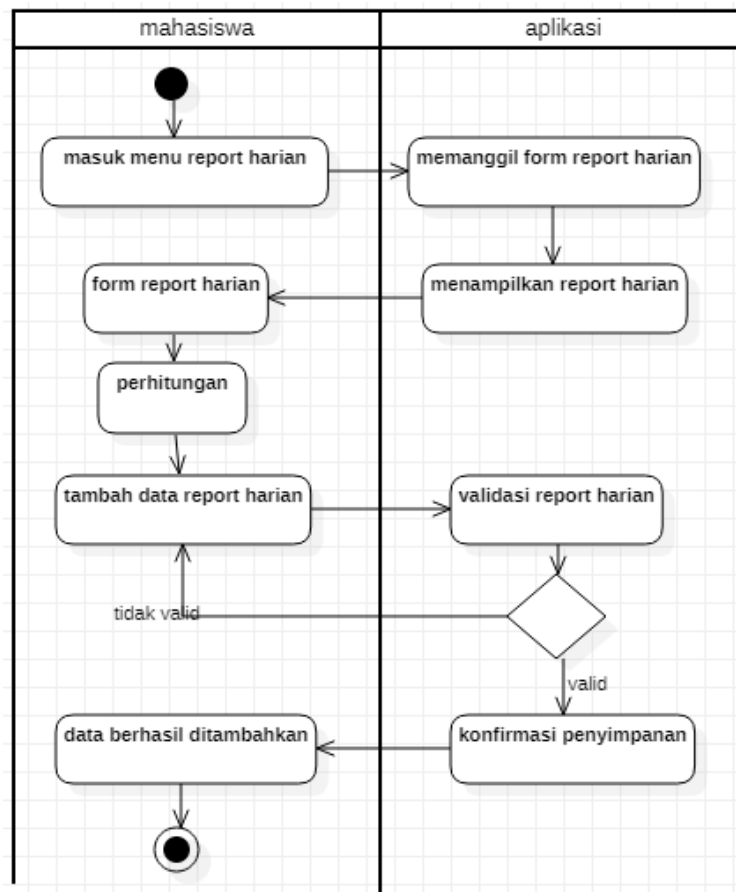 mahasiswa
aplikasi
masuk menu report harian
memanggil form report harian
form report harian
menampilkan report harian
perhitungan
tambah data report harian
validasi report harian
tidak valid
valid
data berhasil ditambahkan
konfirmasi penyimpanan